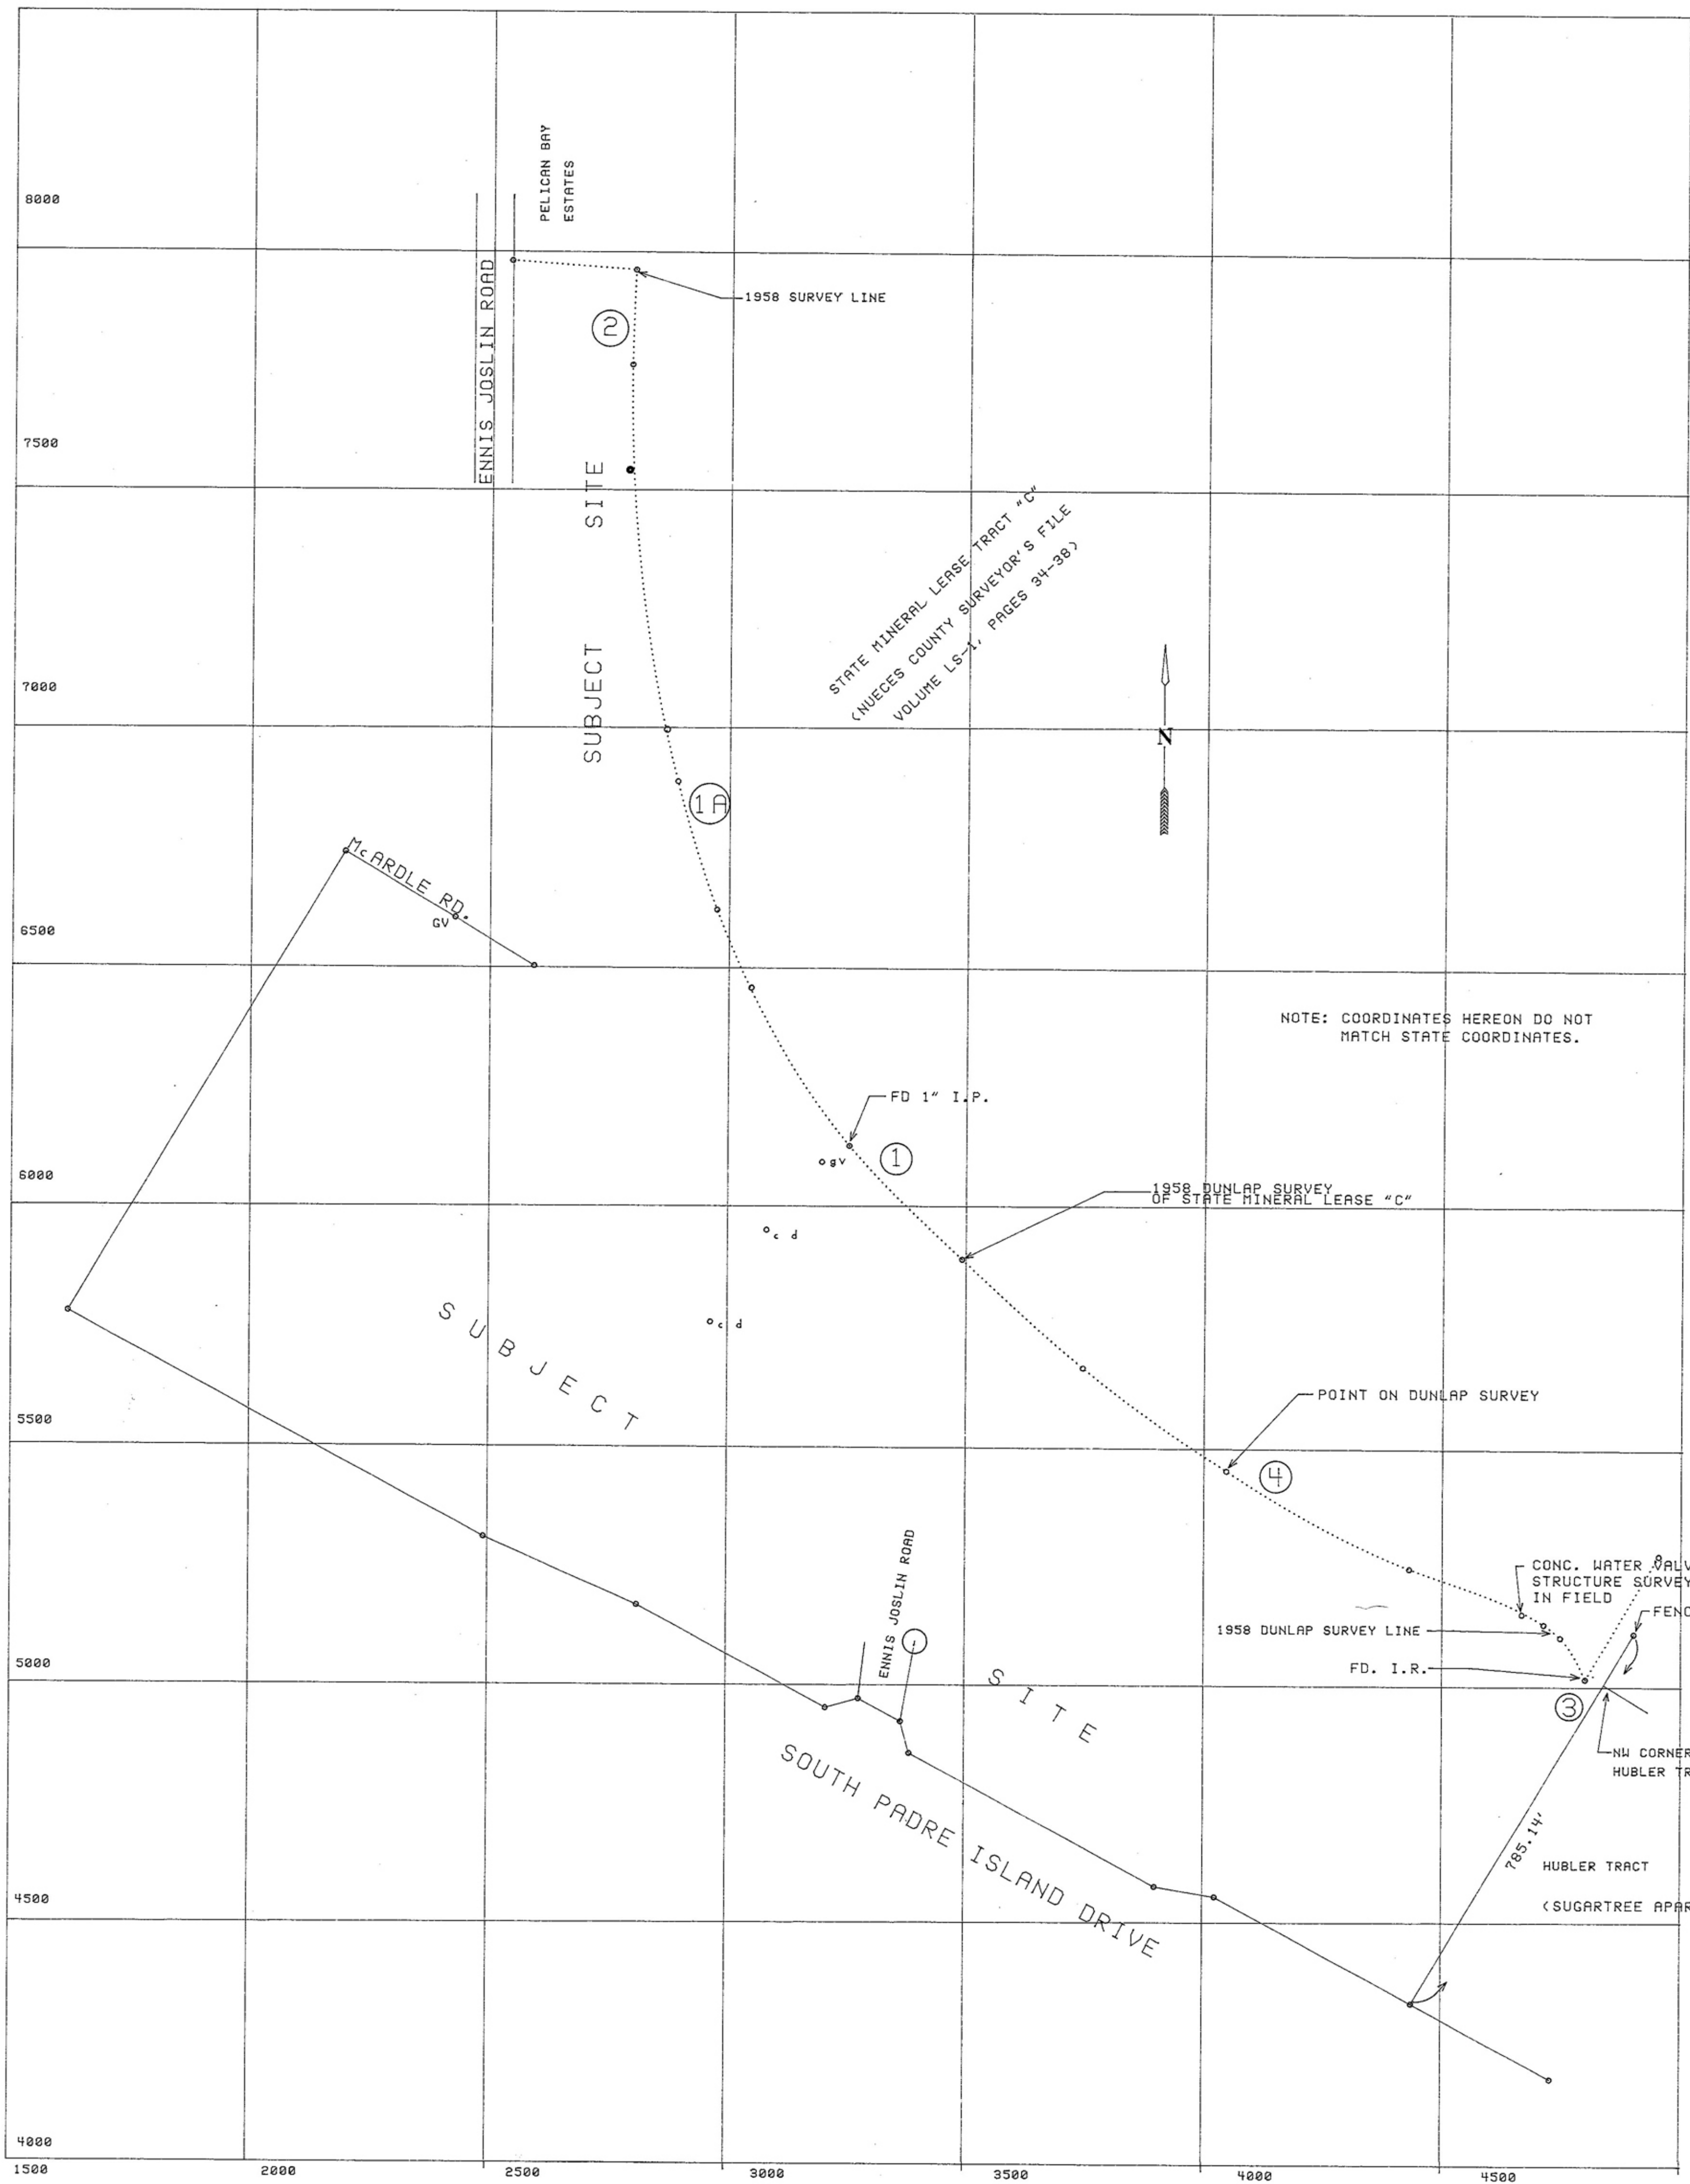 8000
PELICAN BAY
ESTATES
ENNIS JOSLIN ROAD
1958 SURVEY LINE
2
7500
SUBJECT SITE
STATE MINERAL LEASE TRACT "C"
(NUECES COUNTY SURVEYOR'S FILE
VOLUME LS-1, PAGES 34-38)
7000
N
1A
McARDLE RD.
GV
6500
NOTE: COORDINATES HEREON DO NOT
MATCH STATE COORDINATES.
FD 1" I.P.
gv
1
6000
1958 DUNLAP SURVEY
OF STATE MINERAL LEASE "C"
c d
c d
SUBJECT
POINT ON DUNLAP SURVEY
5500
4
ENNIS JOSLIN ROAD
CONC. WATER VALV
STRUCTURE SURVEY
IN FIELD
FENC
1958 DUNLAP SURVEY LINE
5000
FD. I.R.
SITE
3
NW CORNER
HUBLER TR
SOUTH PADRE ISLAND DRIVE
785.14'
HUBLER TRACT
4500
(SUGARTREE APAR
4000
1500 2000 2500 3000 3500 4000 4500